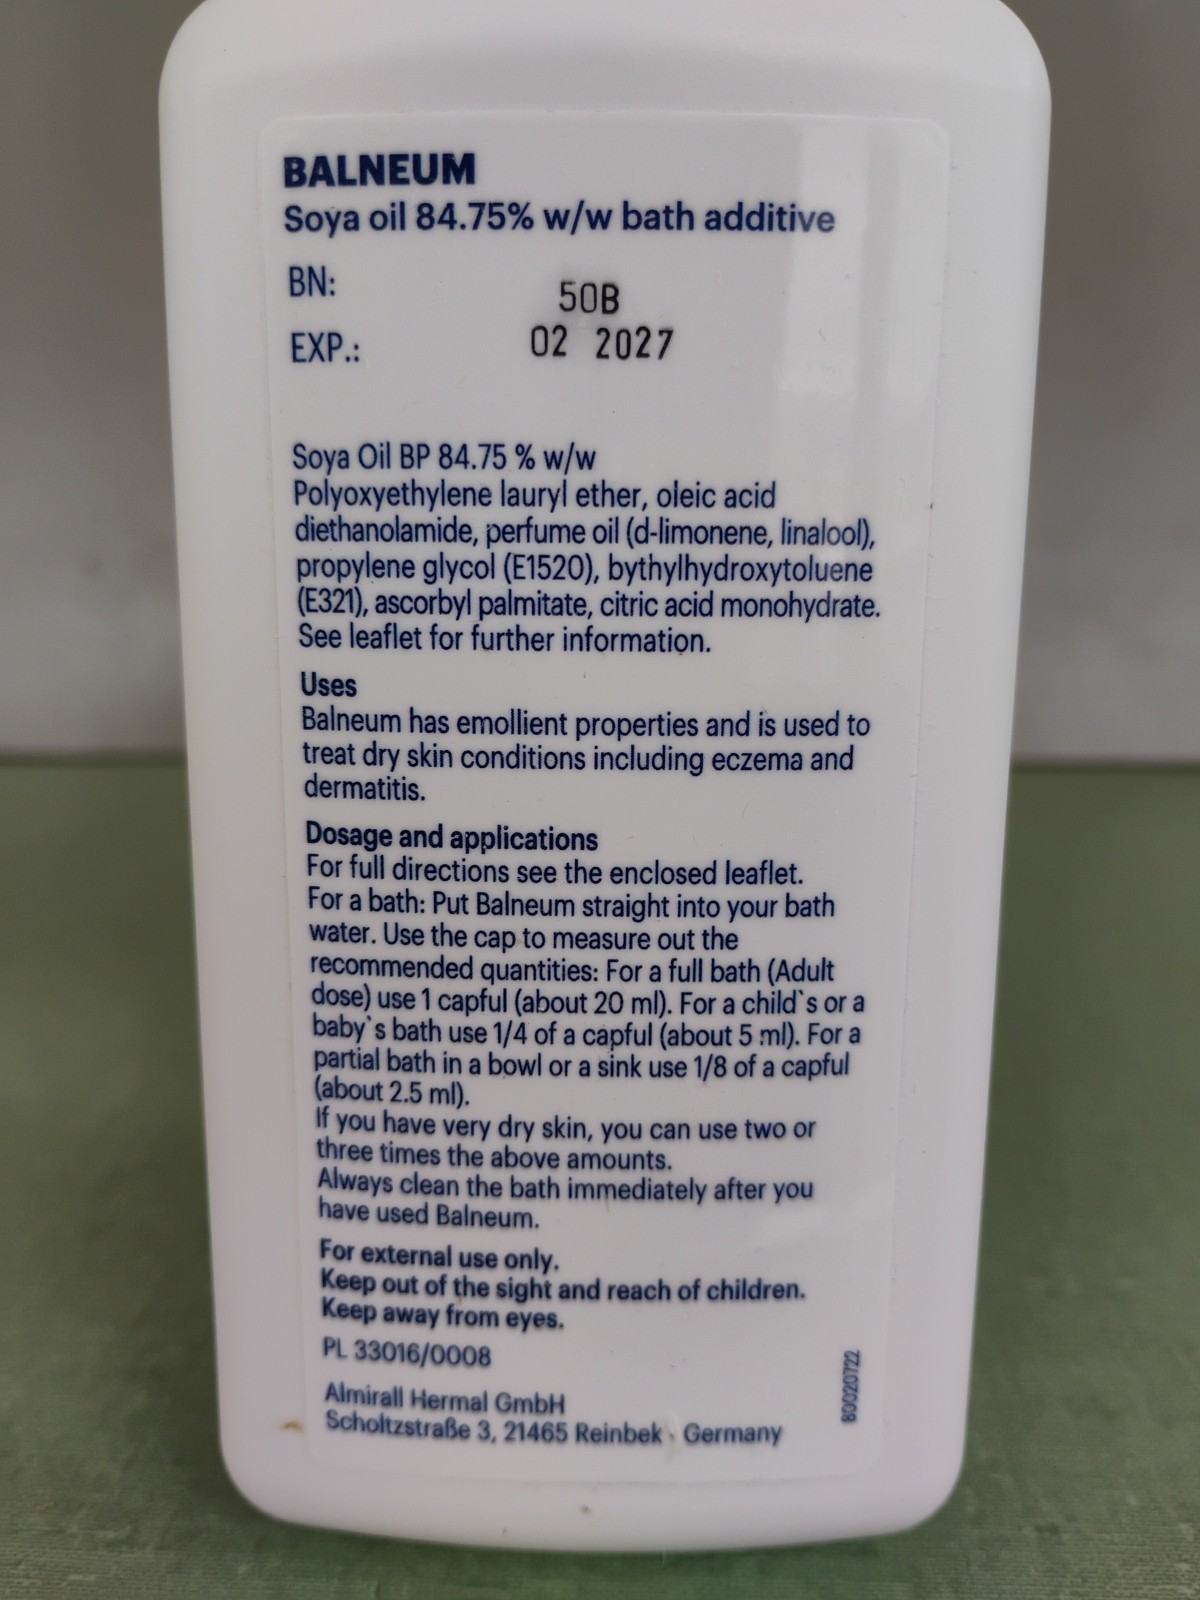 BALNEUM
Soya oil 84.75% w/w bath additive
BN: 50B
EXP.: 02 2027
Soya Oil BP 84.75 % w/w
Polyoxyethylene lauryl ether, oleic acid
diethanolamide, perfume oil (d-limonene, linalool),
propylene glycol (E1520), bythylhydroxytoluene
(E321), ascorbyl palmitate, citric acid monohydrate.
See leaflet for further information.
Uses
Balneum has emollient properties and is used to
treat dry skin conditions including eczema and
dermatitis.
Dosage and applications
For full directions see the enclosed leaflet.
For a bath: Put Balneum straight into your bath
water. Use the cap to measure out the
recommended quantities: For a full bath (Adult
dose) use 1 capful (about 20 ml). For a child`s or a
baby`s bath use 1/4 of a capful (about 5 ml). For a
partial bath in a bowl or a sink use 1/8 of a capful
(about 2.5 ml).
If you have very dry skin, you can use two or
three times the above amounts.
Always clean the bath immediately after you
have used Balneum.
For external use only.
Keep out of the sight and reach of children.
Keep away from eyes.
PL 33016/0008
Almirall Hermal GmbH
Scholtzstraße 3, 21465 Reinbek · Germany
80020722